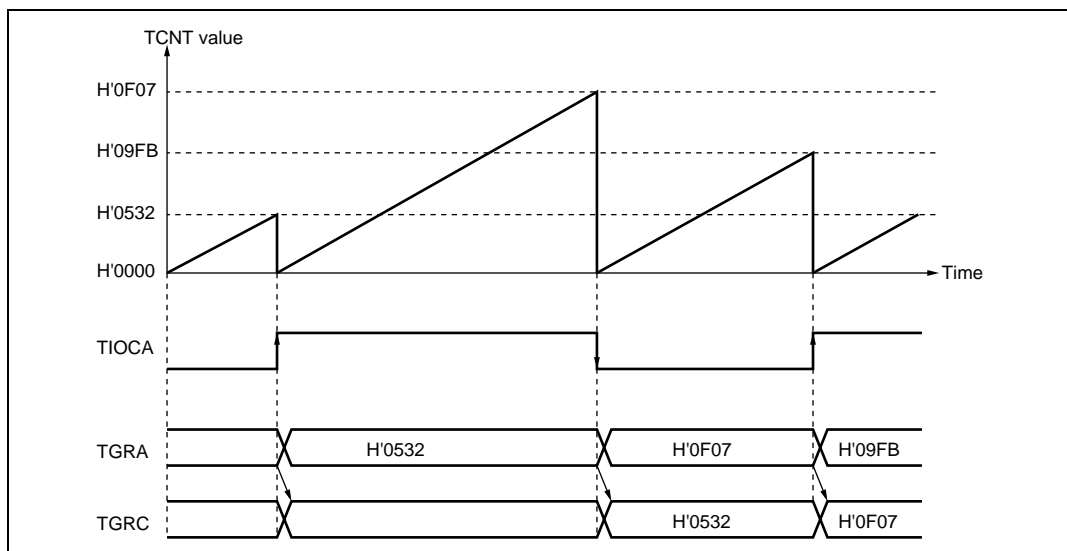 TCNT value
H'0F07
H'09FB
H'0532
H'0000
Time
TIOCA
TGRA
H'0532
H'0F07
H'09FB
TGRC
H'0532
H'0F07